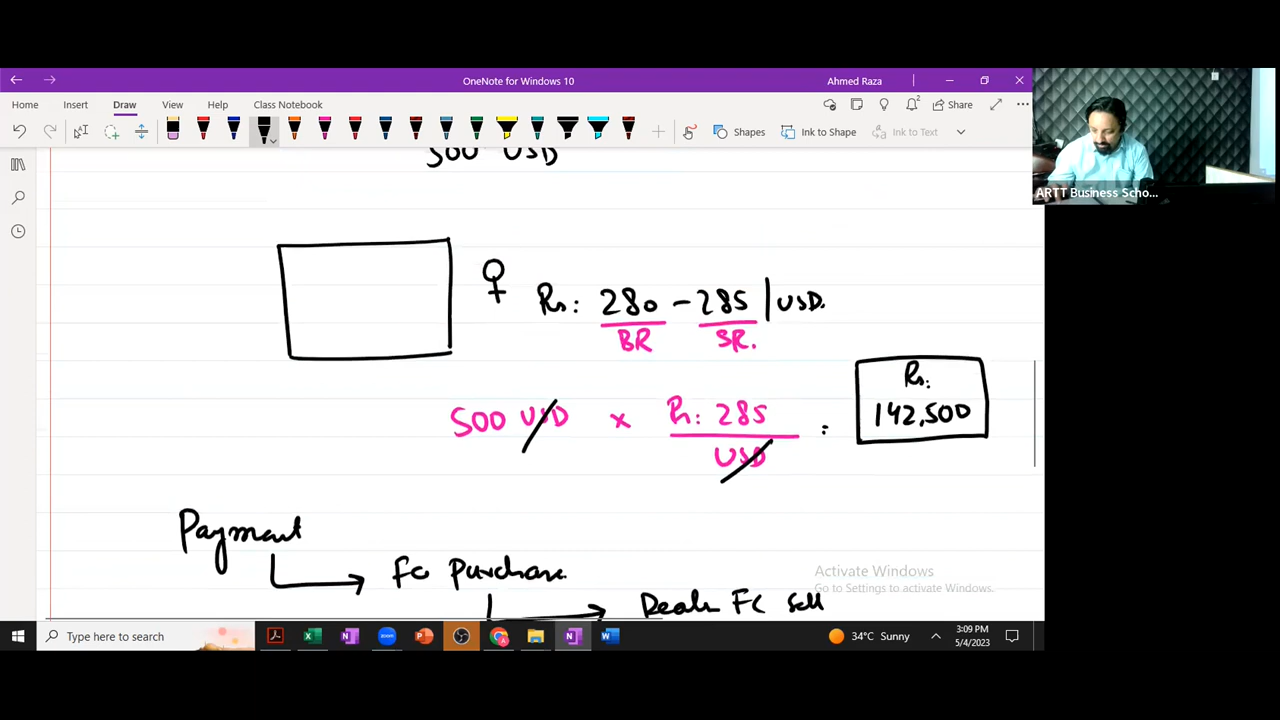 OneNote for Windows 10
Ahmed Raza
Home Insert Draw View Help Class Notebook
2 Share
Shapes Ink to Shape Ink to Text
500 USD
Rs: 280 - 285 | USD.
BR SR.
500 USD x Rs: 285
USD
=
Rs:
142,500
Payment
FC Purchase
Dealer FC sell
Activate Windows
Go to Settings to activate Windows.
ARTT Business Scho...
Type here to search
34°C Sunny
3:09 PM
5/4/2023